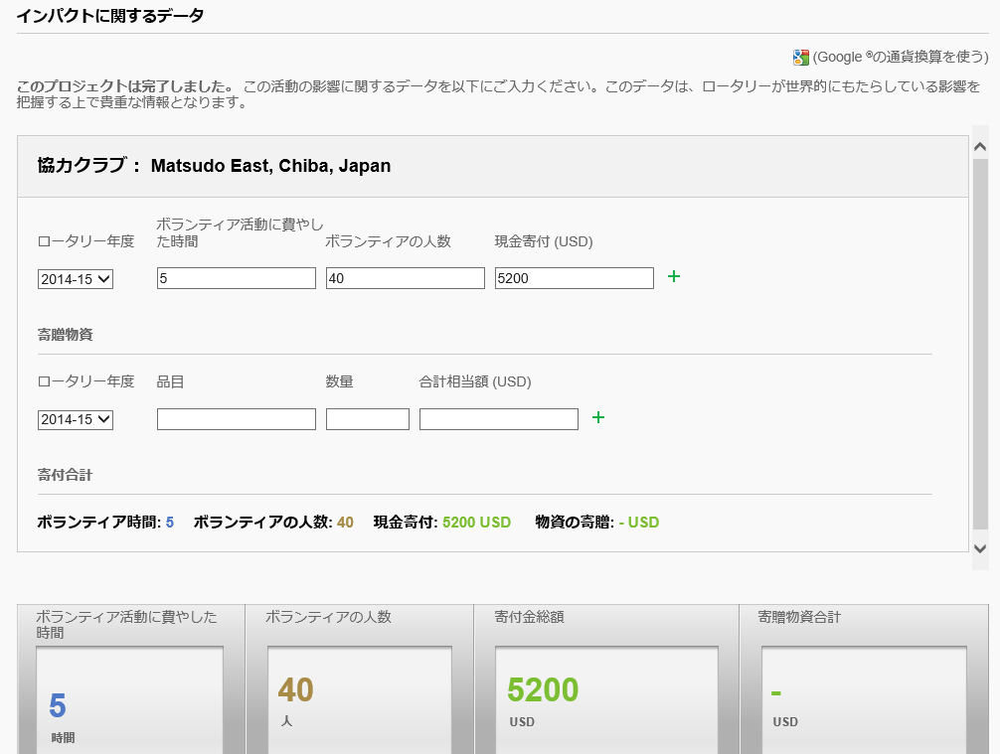 インパクトに関するデータ
(Google ®の通貨換算を使う)
このプロジェクトは完了しました。 この活動の影響に関するデータを以下にご入力ください。このデータは、ロータリーが世界的にもたらしている影響を
把握する上で貴重な情報となります。
協力クラブ： Matsudo East, Chiba, Japan
ロータリー年度
ボランティア活動に費やし
た時間
ボランティアの人数
現金寄付 (USD)
2014-15
5
40
5200
+
寄贈物資
ロータリー年度 品目 数量 合計相当額 (USD)
2014-15
+
寄付合計
ボランティア時間: 5 ボランティアの人数: 40 現金寄付: 5200 USD 物資の寄贈: - USD
ボランティア活動に費やした
時間
5
時間
ボランティアの人数
40
人
寄付金総額
5200
USD
寄贈物資合計
-
USD